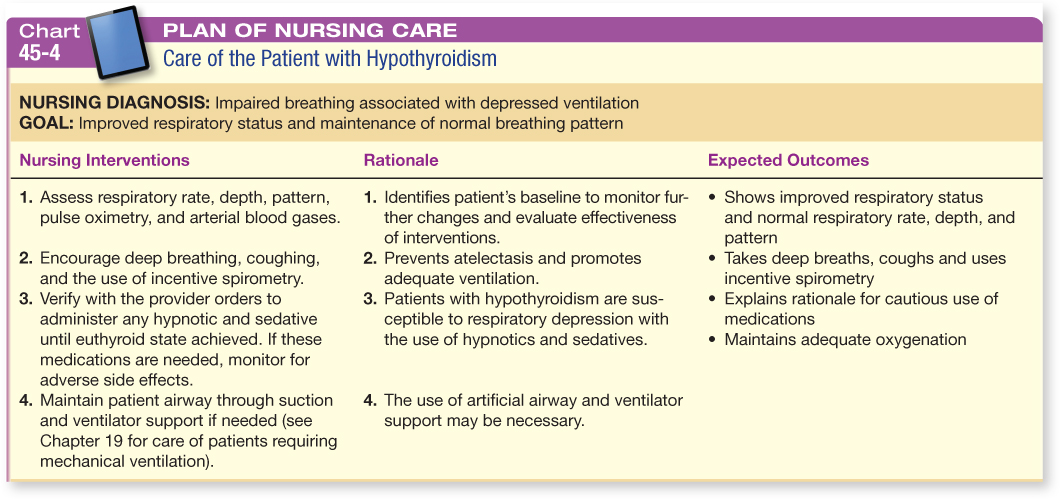 Chart
45-4
PLAN OF NURSING CARE
Care of the Patient with Hypothyroidism
NURSING DIAGNOSIS: Impaired breathing associated with depressed ventilation
GOAL: Improved respiratory status and maintenance of normal breathing pattern
Nursing Interventions
1. Assess respiratory rate, depth, pattern,
pulse oximetry, and arterial blood gases.
2. Encourage deep breathing, coughing,
and the use of incentive spirometry.
3. Verify with the provider orders to
administer any hypnotic and sedative
until euthyroid state achieved. If these
medications are needed, monitor for
adverse side effects.
4. Maintain patient airway through suction
and ventilator support if needed (see
Chapter 19 for care of patients requiring
mechanical ventilation).
Rationale
1. Identifies patient's baseline to monitor fur-
ther changes and evaluate effectiveness
of interventions.
2. Prevents atelectasis and promotes
adequate ventilation.
3. Patients with hypothyroidism are sus-
ceptible to respiratory depression with
the use of hypnotics and sedatives.
4. The use of artificial airway and ventilator
support may be necessary.
Expected Outcomes
• Shows improved respiratory status
and normal respiratory rate, depth, and
pattern
• Takes deep breaths, coughs and uses
incentive spirometry
• Explains rationale for cautious use of
medications
• Maintains adequate oxygenation